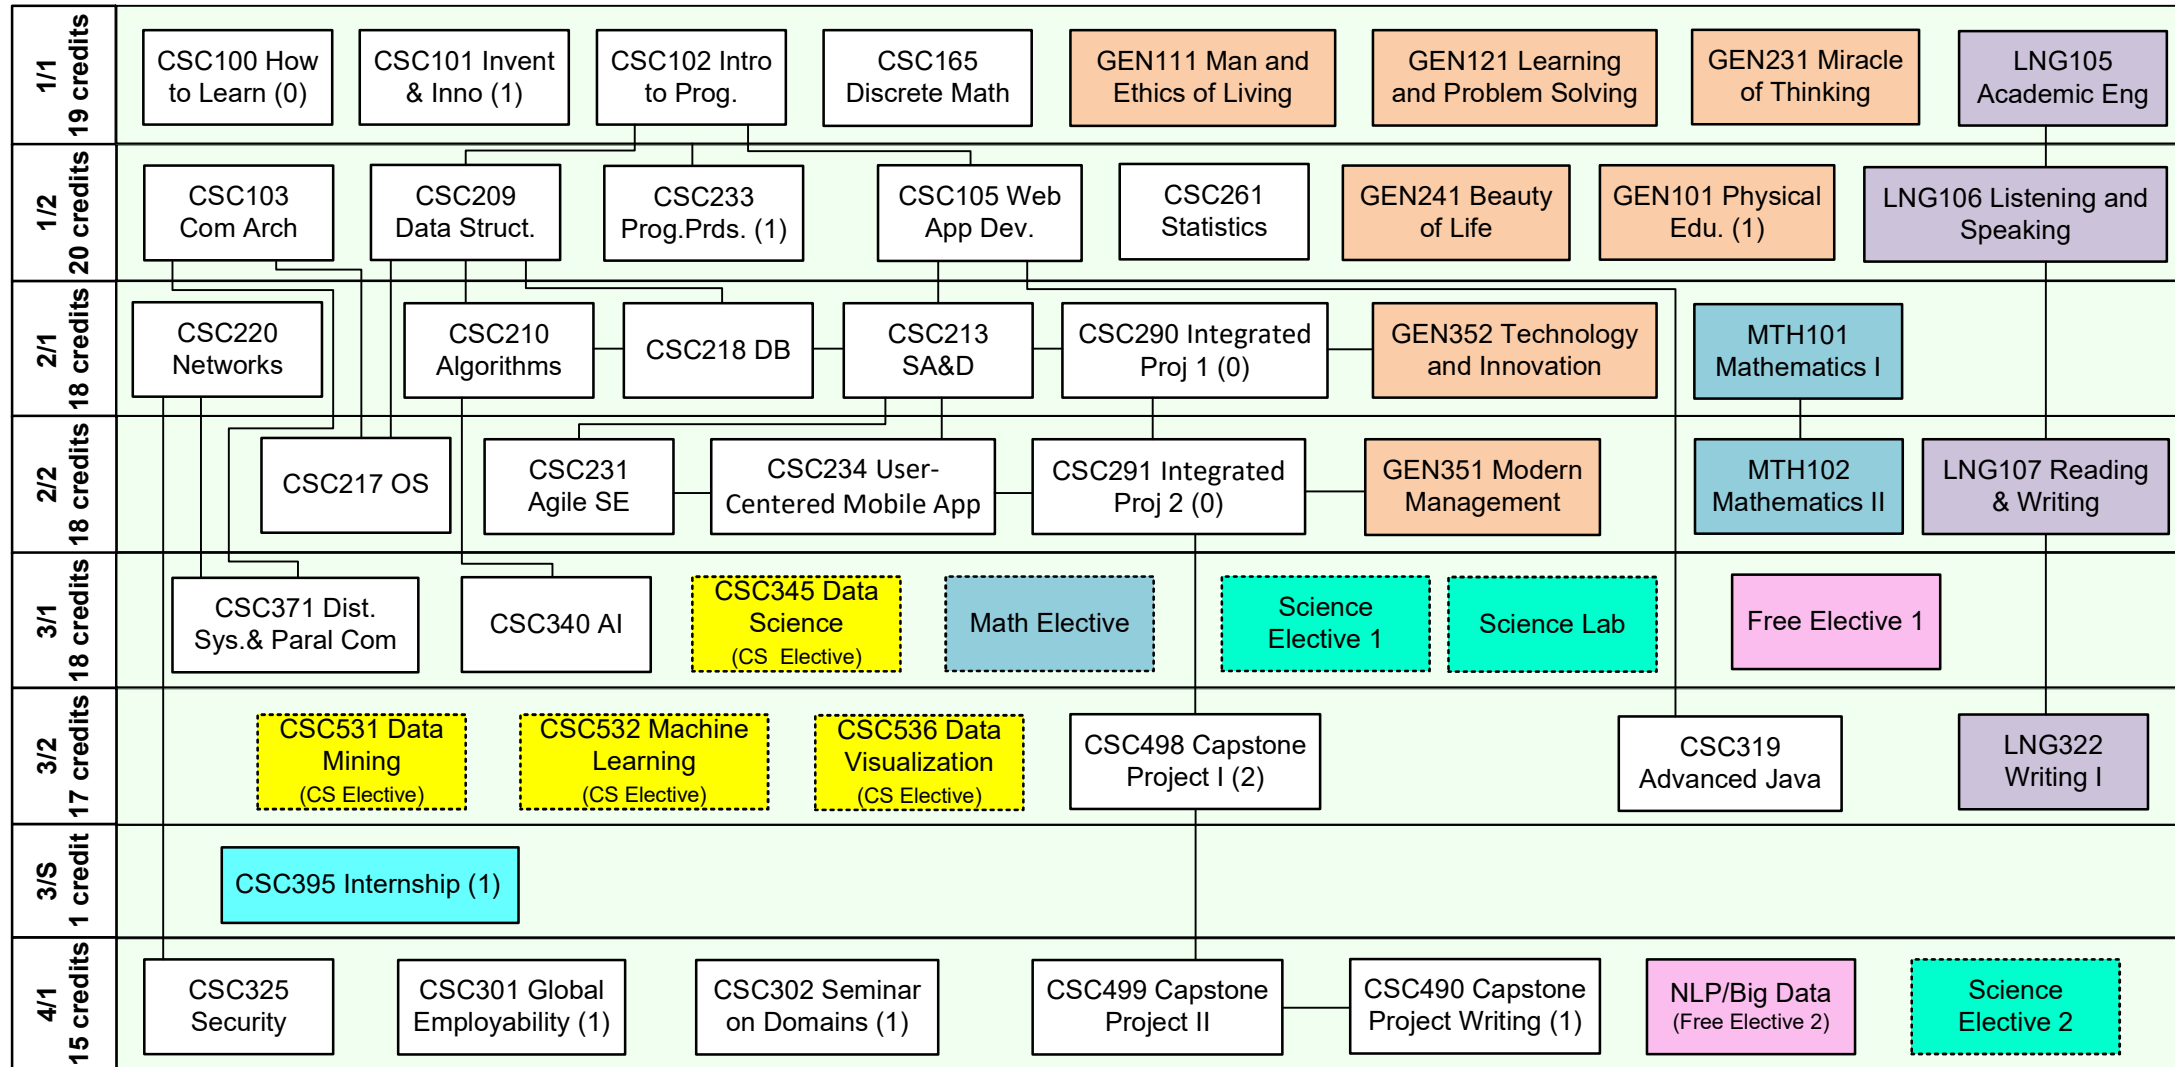 1/1
19 credits
CSC100 How
to Learn (0)
CSC101 Invent
& Inno (1)
CSC102 Intro
to Prog.
CSC165
Discrete Math
GEN111 Man and
Ethics of Living
GEN121 Learning
and Problem Solving
GEN231 Miracle
of Thinking
LNG105
Academic Eng
1/2
20 credits
CSC103
Com Arch
CSC209
Data Struct.
CSC233
Prog.Prds. (1)
CSC105 Web
App Dev.
CSC261
Statistics
GEN241 Beauty
of Life
GEN101 Physical
Edu. (1)
LNG106 Listening and
Speaking
2/1
18 credits
CSC220
Networks
CSC210
Algorithms
CSC218 DB
CSC213
SA&D
CSC290 Integrated
Proj 1 (0)
GEN352 Technology
and Innovation
MTH101
Mathematics I
2/2
18 credits
CSC217 OS
CSC231
Agile SE
CSC234 User-
Centered Mobile App
CSC291 Integrated
Proj 2 (0)
GEN351 Modern
Management
MTH102
Mathematics II
LNG107 Reading
& Writing
3/1
18 credits
CSC371 Dist.
Sys.& Paral Com
CSC340 AI
CSC345 Data
Science
(CS Elective)
Math Elective
Science
Elective 1
Science Lab
Free Elective 1
3/2
17 credits
CSC531 Data
Mining
(CS Elective)
CSC532 Machine
Learning
(CS Elective)
CSC536 Data
Visualization
(CS Elective)
CSC498 Capstone
Project I (2)
CSC319
Advanced Java
LNG322
Writing I
3/S
1 credit
CSC395 Internship (1)
4/1
15 credits
CSC325
Security
CSC301 Global
Employability (1)
CSC302 Seminar
on Domains (1)
CSC499 Capstone
Project II
CSC490 Capstone
Project Writing (1)
NLP/Big Data
(Free Elective 2)
Science
Elective 2